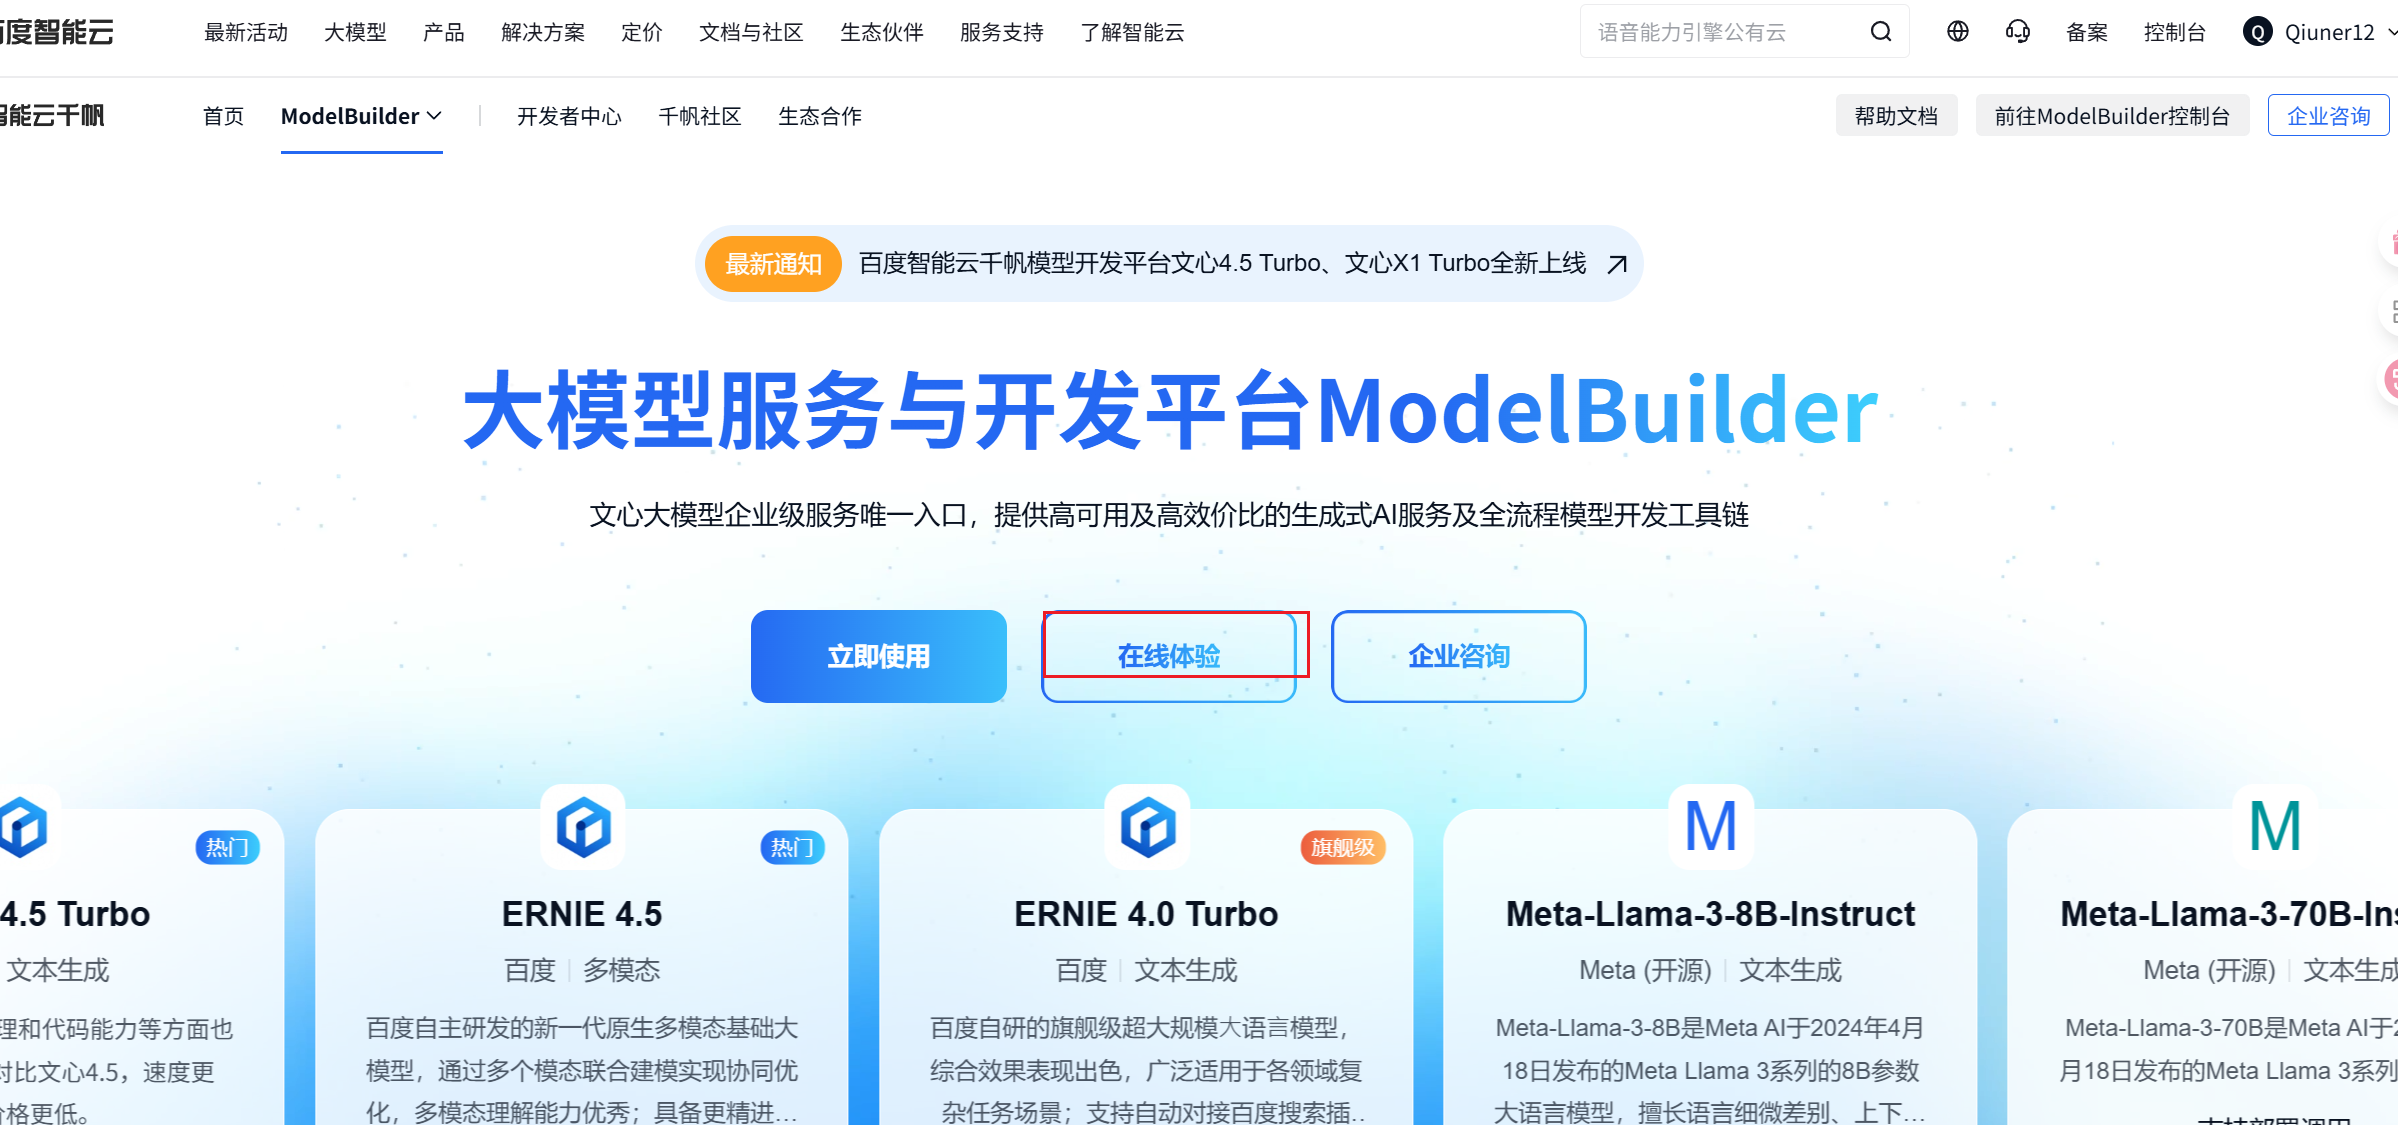 百度智能云
最新活动 大模型 产品 解决方案 定价 文档与社区 生态伙伴 服务支持 了解智能云
语音能力引擎公有云
备案 控制台 Q Qiuner12
智能云千帆
首页 ModelBuilder 开发者中心 千帆社区 生态合作
帮助文档 前往ModelBuilder控制台 企业咨询
最新通知 百度智能云千帆模型开发平台文心4.5 Turbo、文心X1 Turbo全新上线
大模型服务与开发平台ModelBuilder
文心大模型企业级服务唯一入口，提供高可用及高效价比的生成式AI服务及全流程模型开发工具链
立即使用 在线体验 企业咨询
热门
4.5 Turbo
文本生成
理和代码能力等方面也
对比文心4.5，速度更
价格更低。
热门
ERNIE 4.5
百度 多模态
百度自主研发的新一代原生多模态基础大
模型，通过多个模态联合建模实现协同优
化，多模态理解能力优秀；具备更精进...
旗舰级
ERNIE 4.0 Turbo
百度 文本生成
百度自研的旗舰级超大规模大语言模型，
综合效果表现出色，广泛适用于各领域复
杂任务场景；支持自动对接百度搜索插..
M
Meta-Llama-3-8B-Instruct
Meta (开源) 文本生成
Meta-Llama-3-8B是Meta AI于2024年4月
18日发布的Meta Llama 3系列的8B参数
大语言模型，擅长语言细微差别、上下...
M
Meta-Llama-3-70B-Ins
Meta (开源) 文本生成
Meta-Llama-3-70B是Meta AI于2
月18日发布的Meta Llama 3系列
支持部署调用